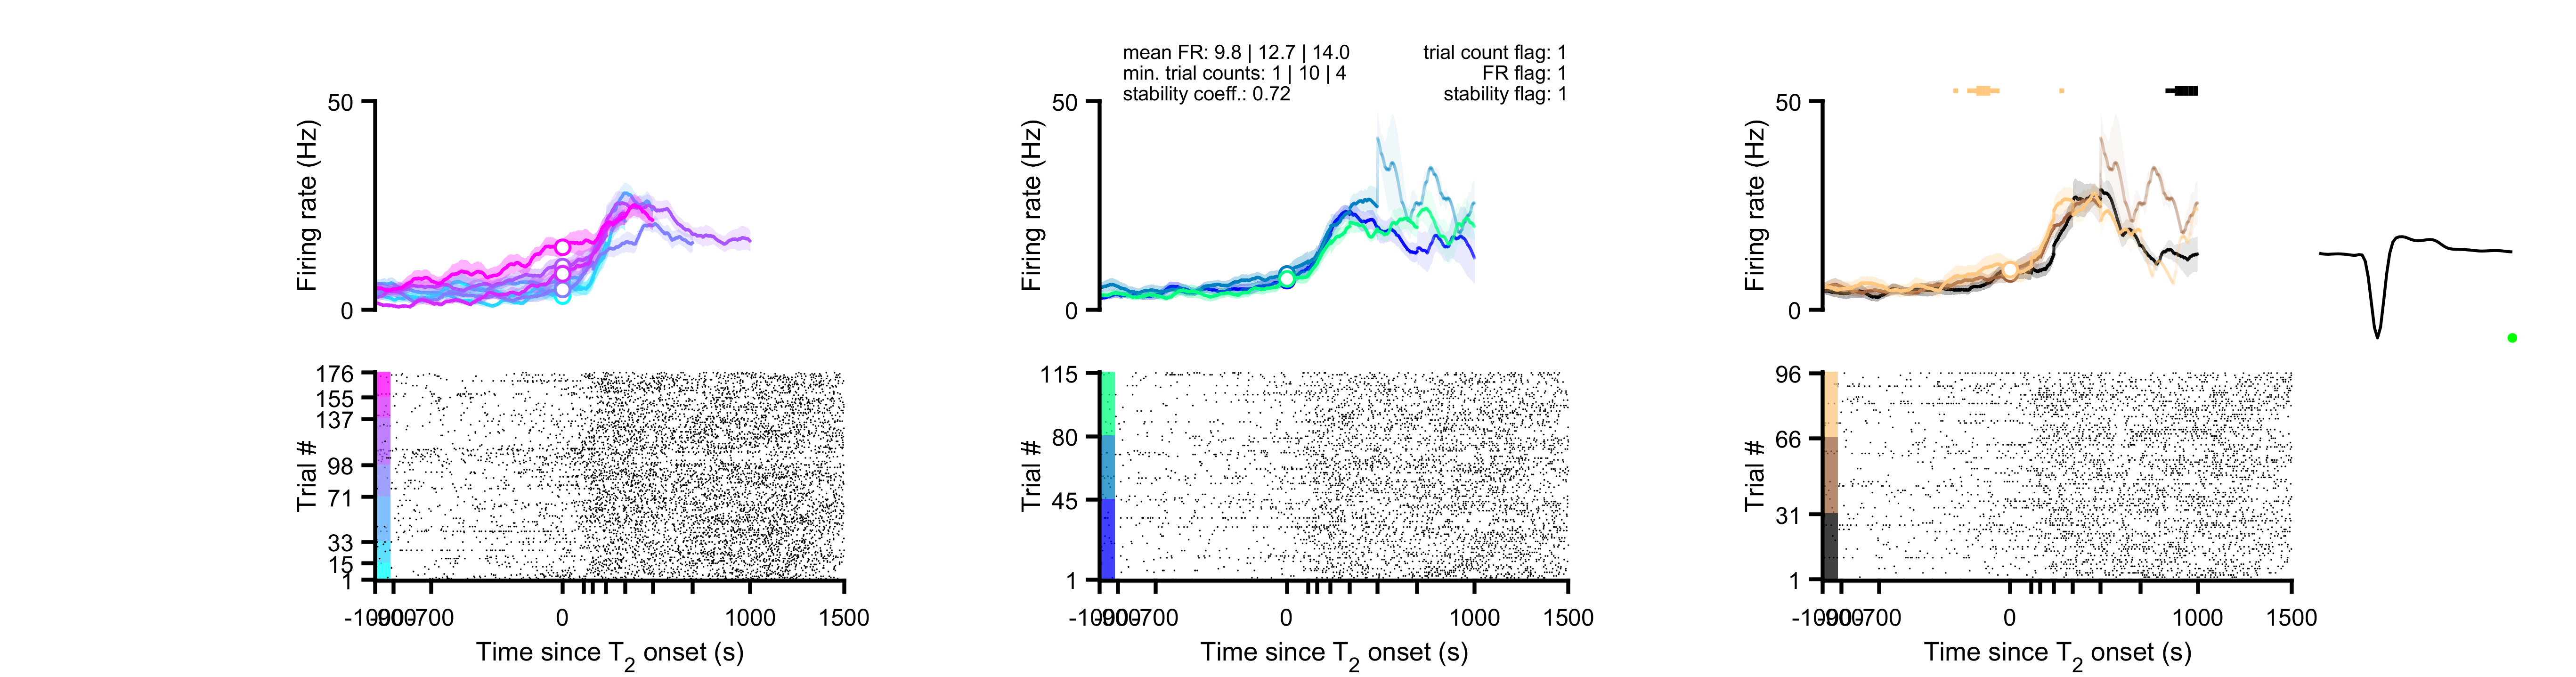 mean FR: 9.8 | 12.7 | 14.0
min. trial counts: 1 | 10 | 4
stability coeff.: 0.72
trial count flag: 1
FR flag: 1
stability flag: 1
50
Firing rate (Hz)
0
50
Firing rate (Hz)
0
50
Firing rate (Hz)
0
176
155
137
98
71
33
15
1
Trial #
0
1000
1500
Time since T2 onset (s)
115
80
45
1
Trial #
0
1000
1500
Time since T2 onset (s)
96
66
31
1
Trial #
0
1000
1500
Time since T2 onset (s)